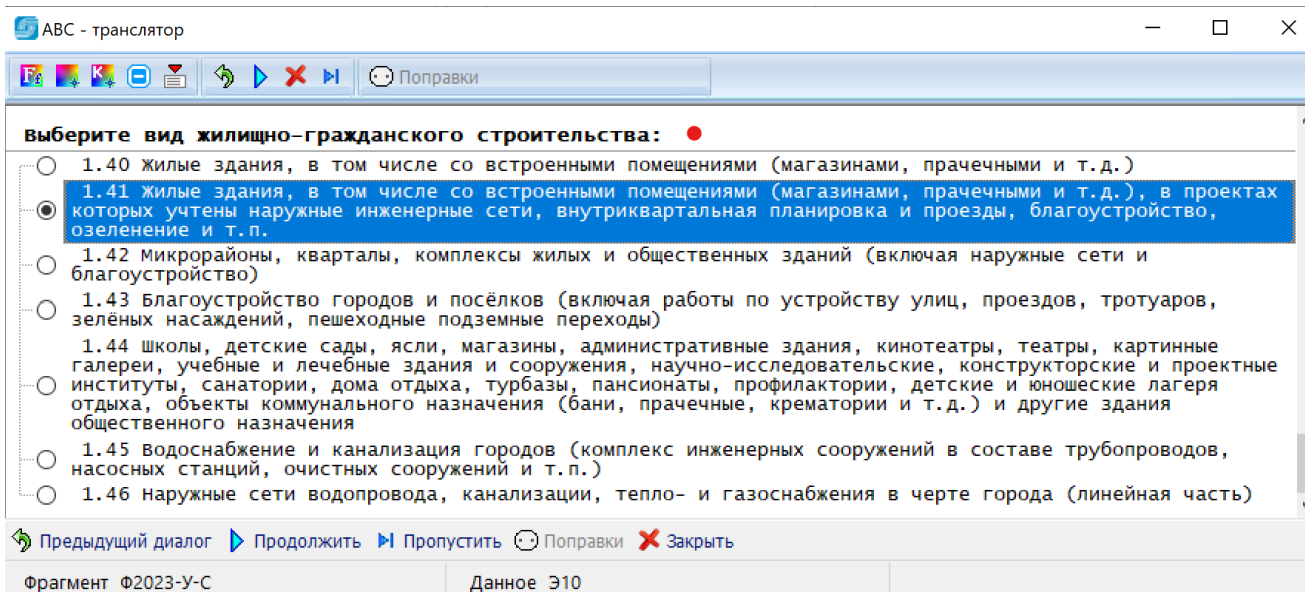 АВС - транслятор
Поправки
Выберите вид жилищно-гражданского строительства:
1.40 Жилые здания, в том числе со встроенными помещениями (магазинами, прачечными и т.д.)
1.41 Жилые здания, в том числе со встроенными помещениями (магазинами, прачечными и т.д.), в проектах
которых учтены наружные инженерные сети, внутриквартальная планировка и проезды, благоустройство,
озеленение и т.п.
1.42 Микрорайоны, кварталы, комплексы жилых и общественных зданий (включая наружные сети и
благоустройство)
1.43 Благоустройство городов и посёлков (включая работы по устройству улиц, проездов, тротуаров,
зелёных насаждений, пешеходные подземные переходы)
1.44 Школы, детские сады, ясли, магазины, административные здания, кинотеатры, театры, картинные
галереи, учебные и лечебные здания и сооружения, научно-исследовательские, конструкторские и проектные
институты, санатории, дома отдыха, турбазы, пансионаты, профилактории, детские и юношеские лагеря
отдыха, объекты коммунального назначения (бани, прачечные, крематории и т.д.) и другие здания
общественного назначения
1.45 Водоснабжение и канализация городов (комплекс инженерных сооружений в составе трубопроводов,
насосных станций, очистных сооружений и т.п.)
1.46 Наружные сети водопровода, канализации, тепло- и газоснабжения в черте города (линейная часть)
Предыдущий диалог Продолжить Пропустить Поправки Закрыть
Фрагмент Ф2023-У-С Данное Э10